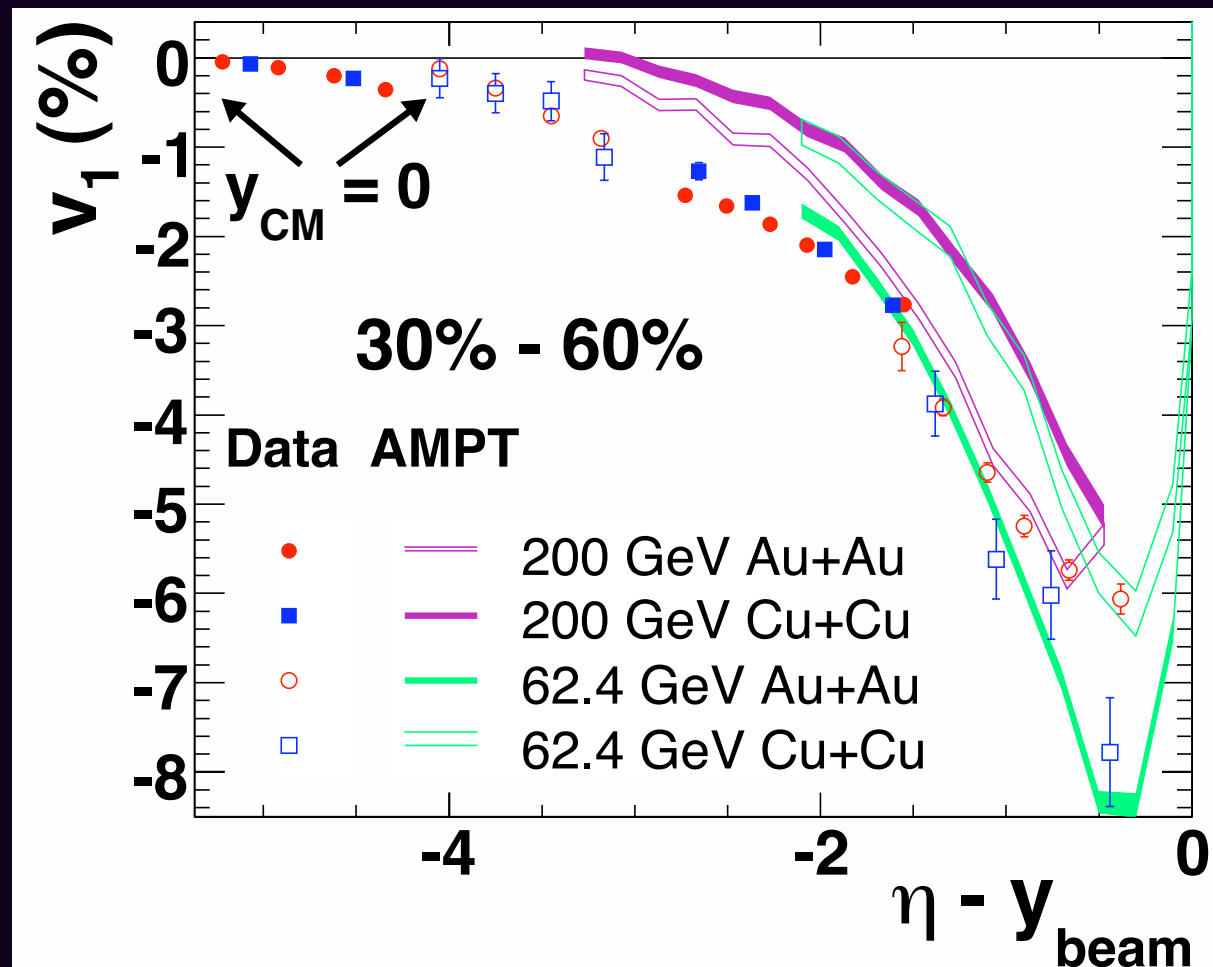 v1 (%)
0
-1
yCM = 0
-2
-3
30% - 60%
-4
Data AMPT
-5
200 GeV Au+Au
-6
200 GeV Cu+Cu
-7
62.4 GeV Au+Au
62.4 GeV Cu+Cu
-8
-4 -2 0
η - ybeam